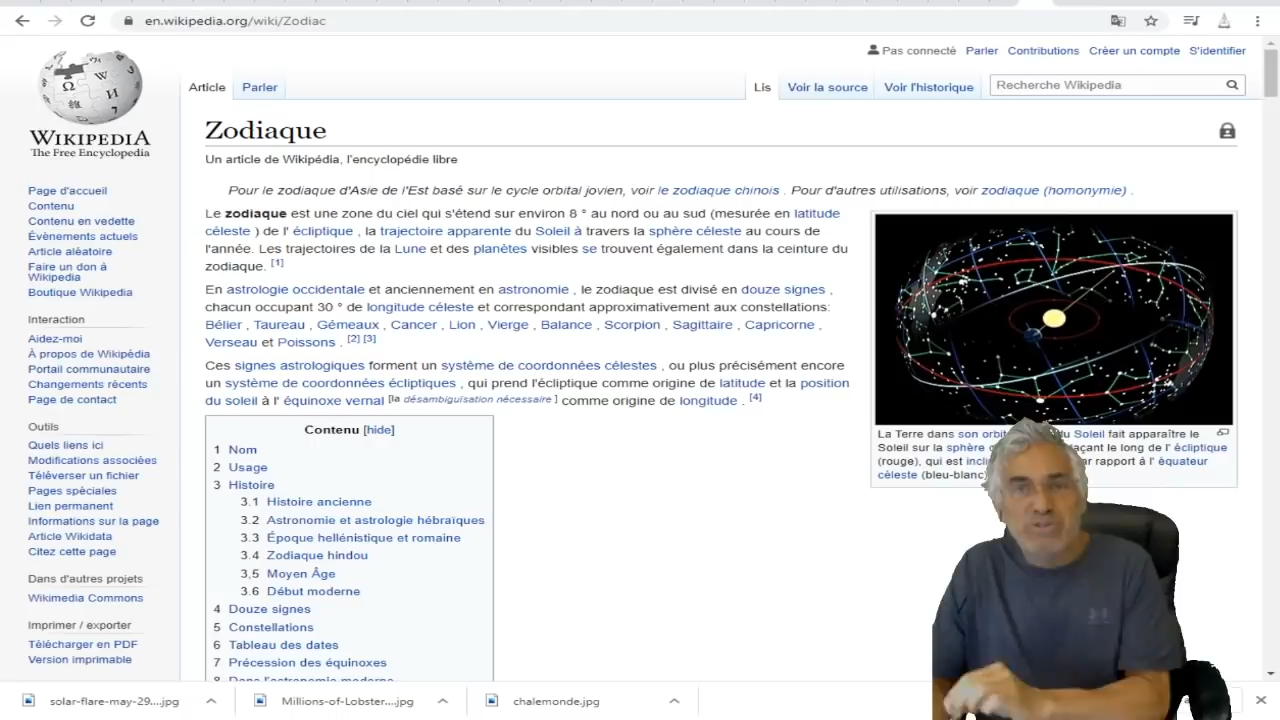 en.wikipedia.org/wiki/Zodiac
Pas connecté Parler Contributions Créer un compte S'identifier
Article Parler Lis Voir la source Voir l'historique Recherche Wikipedia
WIKIPEDIA
The Free Encyclopedia
Page d'accueil
Contenu
Contenu en vedette
Évènements actuels
Article aléatoire
Faire un don à
Wikipedia
Boutique Wikipedia
Interaction
Aidez-moi
À propos de Wikipédia
Portail communautaire
Changements récents
Page de contact
Outils
Quels liens ici
Modifications associées
Téléverser un fichier
Pages spéciales
Lien permanent
Informations sur la page
Article Wikidata
Citez cette page
Dans d'autres projets
Wikimedia Commons
Imprimer / exporter
Télécharger en PDF
Version imprimable
Zodiaque
Un article de Wikipédia, l'encyclopédie libre
Pour le zodiaque d'Asie de l'Est basé sur le cycle orbital jovien, voir le zodiaque chinois . Pour d'autres utilisations, voir zodiaque (homonymie) .
Le zodiaque est une zone du ciel qui s'étend sur environ 8 ° au nord ou au sud (mesurée en latitude
céleste ) de l' écliptique , la trajectoire apparente du Soleil à travers la sphère céleste au cours de
l'année. Les trajectoires de la Lune et des planètes visibles se trouvent également dans la ceinture du
zodiaque. [1]
En astrologie occidentale et anciennement en astronomie , le zodiaque est divisé en douze signes ,
chacun occupant 30 ° de longitude céleste et correspondant approximativement aux constellations:
Bélier , Taureau , Gémeaux , Cancer , Lion , Vierge , Balance , Scorpion , Sagittaire , Capricorne ,
Verseau et Poissons . [2] [3]
Ces signes astrologiques forment un système de coordonnées célestes , ou plus précisément encore
un système de coordonnées écliptiques , qui prend l'écliptique comme origine de latitude et la position
du soleil à l' équinoxe vernal [la désambiguïsation nécessaire ] comme origine de longitude . [4]
Contenu [hide]
1 Nom
2 Usage
3 Histoire
3.1 Histoire ancienne
3.2 Astronomie et astrologie hébraïques
3.3 Époque hellénistique et romaine
3.4 Zodiaque hindou
3,5 Moyen Âge
3.6 Début moderne
4 Douze signes
5 Constellations
6 Tableau des dates
7 Précession des équinoxes
8 Dans l'astronomie moderne
La Terre dans son du Soleil fait apparaître le
Soleil sur la sphère le long de l' écliptique
(rouge), qui est par rapport à l' équateur
céleste (bleu-blanc)
solar-flare-may-29....jpg Millions-of-Lobster....jpg chalemonde.jpg